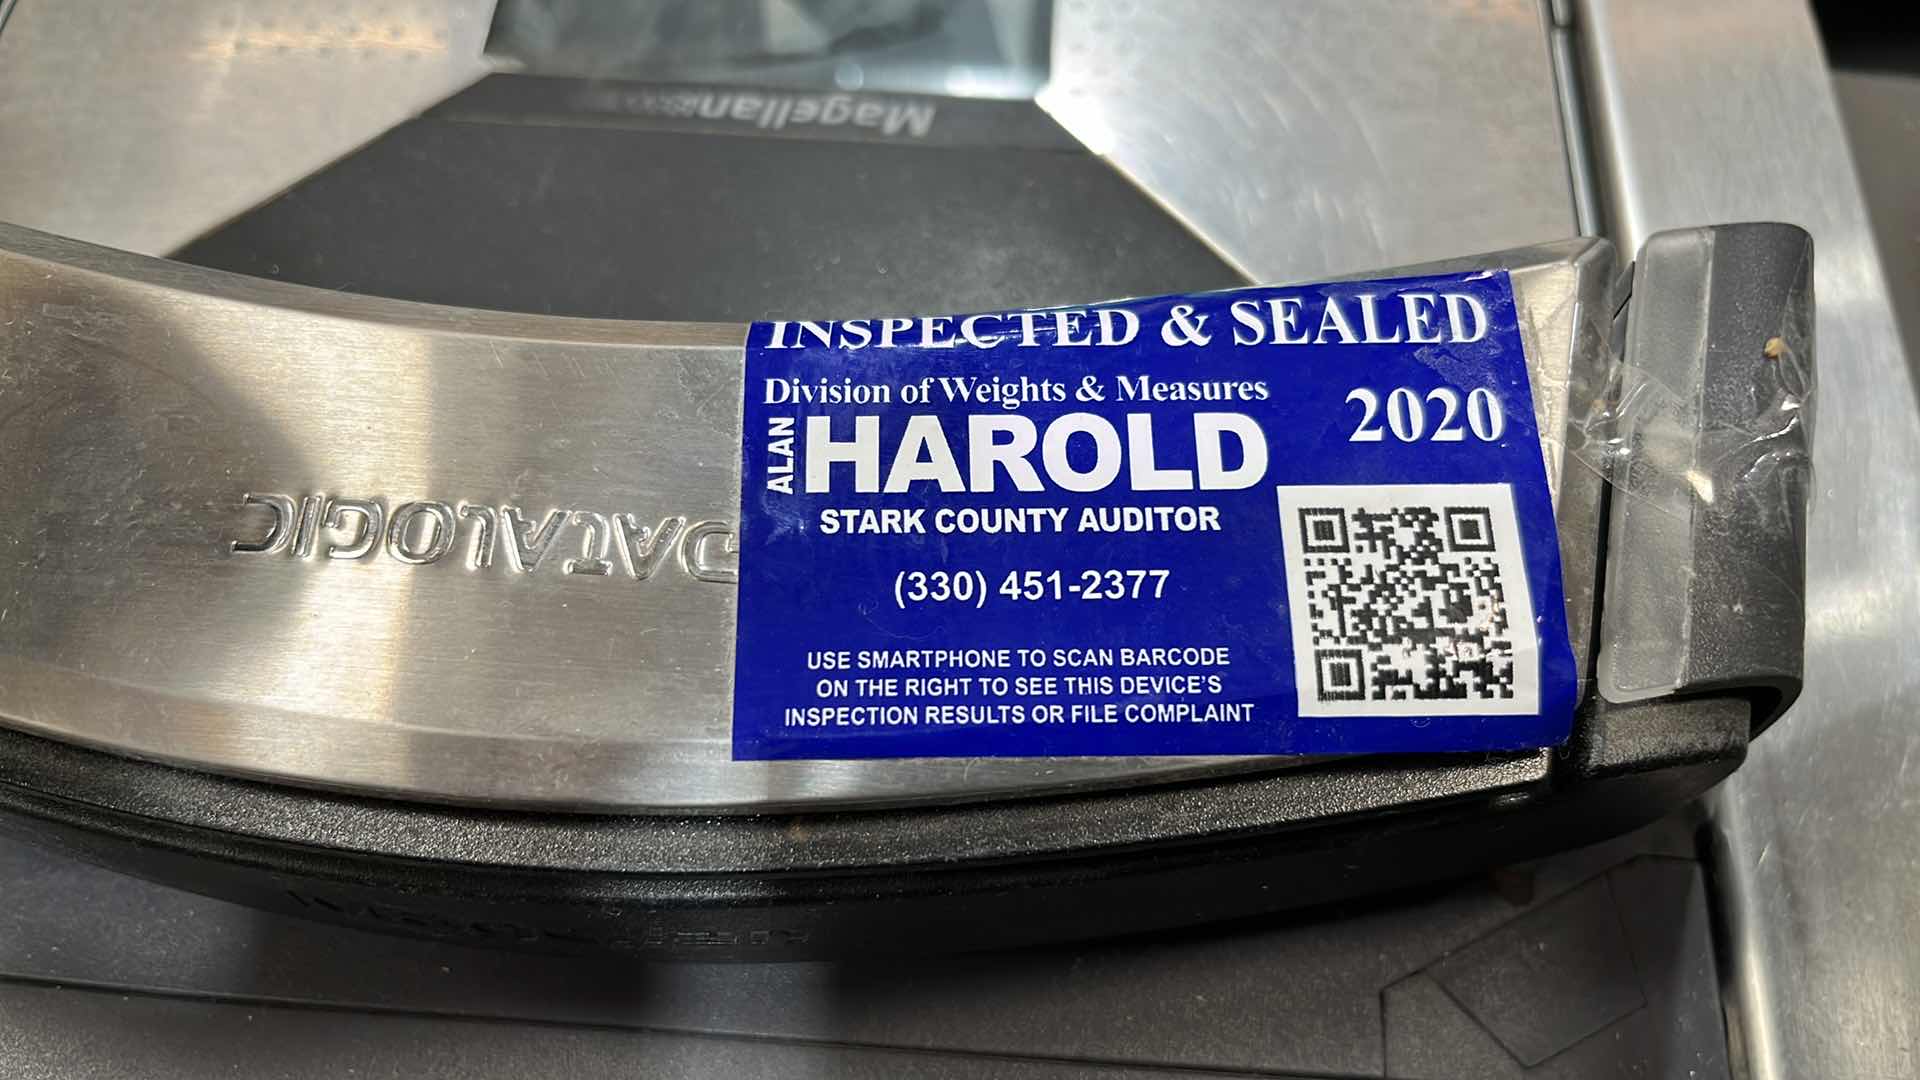 Magellan
INSPECTED & SEALED
Division of Weights & Measures
2020
ALAN
HAROLD
STARK COUNTY AUDITOR
(330) 451-2377
USE SMARTPHONE TO SCAN BARCODE
ON THE RIGHT TO SEE THIS DEVICE'S
INSPECTION RESULTS OR FILE COMPLAINT
DATALOGIC